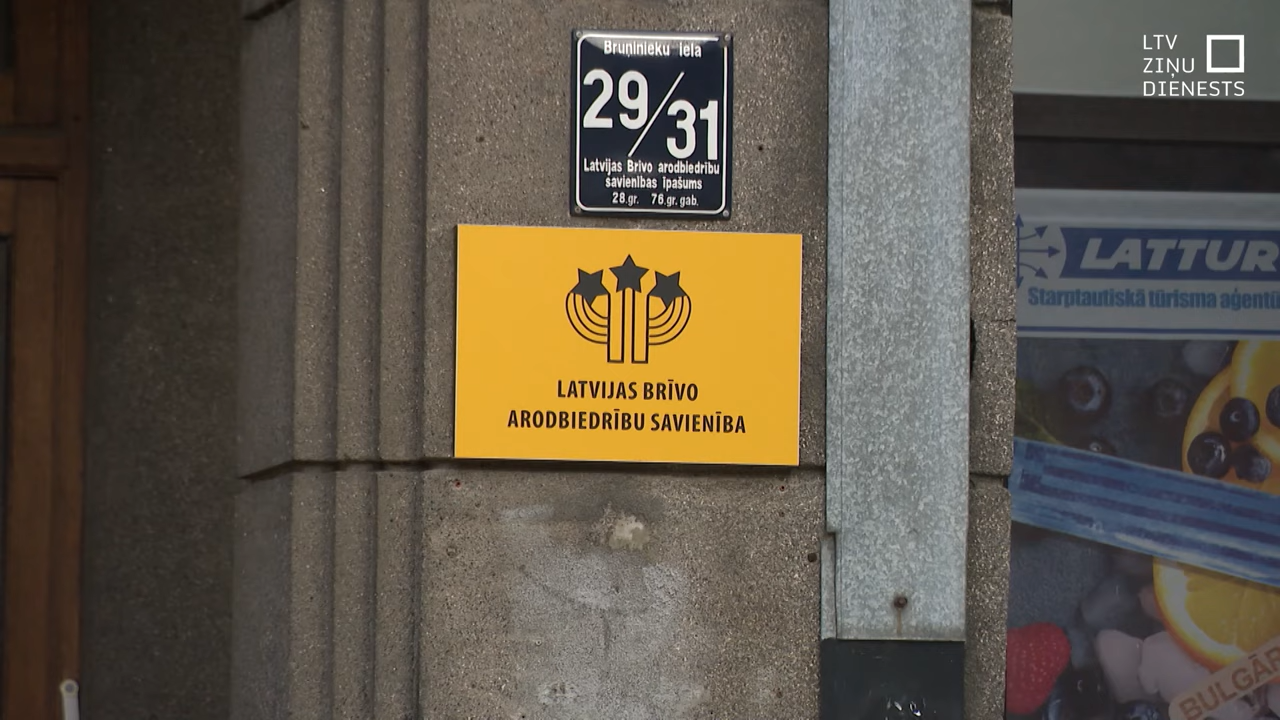 LTV
ZIŅU
DIENESTS
Bruņinieku iela
29/31
Latvijas Brīvo arodbiedrību
savienības īpašums
28.gr. 76.gr.gab.
LATVIJAS BRĪVO
ARODBIEDRĪBU SAVIENĪBA
LATTUR
Starptautiskā tūrisma aģentū
BULGĀR